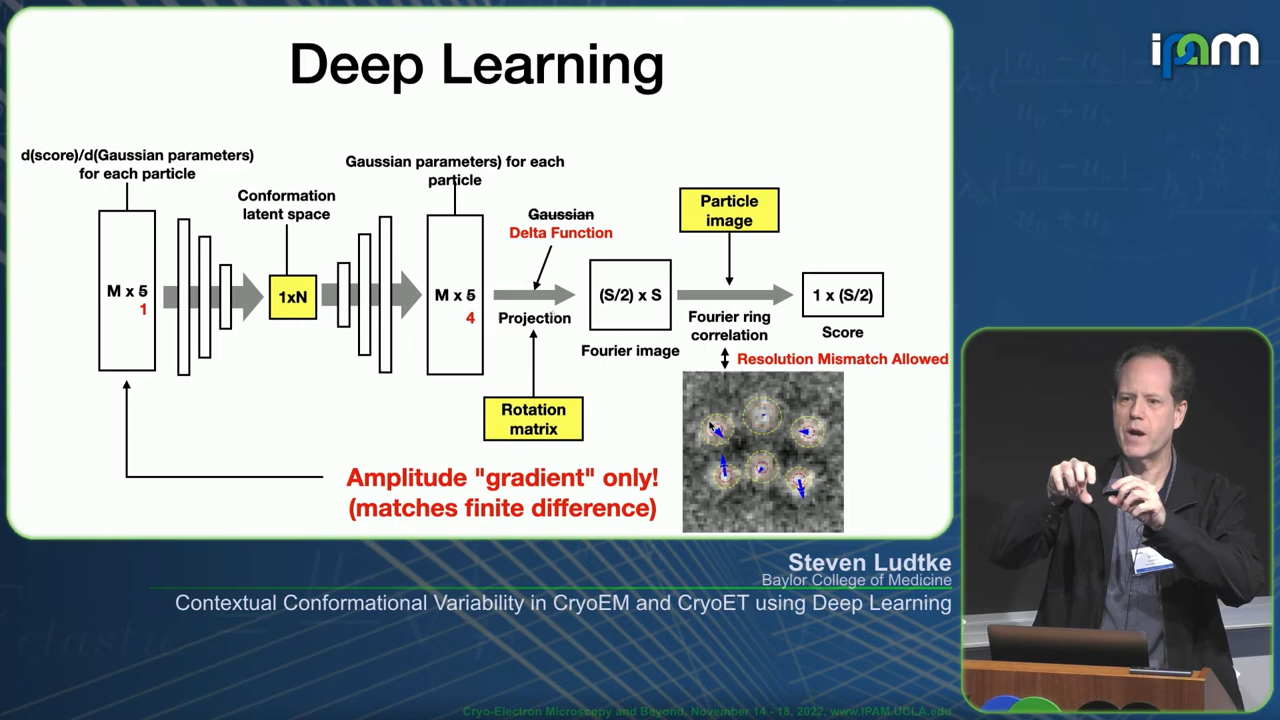 ipam
Deep Learning
d(score)/d(Gaussian parameters)
for each particle
Conformation
latent space
Gaussian parameters) for each
particle
Gaussian
Delta Function
Particle
image
M x 5
1
1xN
M x 5
4
(S/2) x S
1 x (S/2)
Projection
Fourier ring
correlation
Score
Fourier image
Resolution Mismatch Allowed
Rotation
matrix
Amplitude "gradient" only!
(matches finite difference)
Steven Ludtke
Baylor College of Medicine
Contextual Conformational Variability in CryoEM and CryoET using Deep Learning
Cryo-Electron Microscopy and Beyond, November 14 - 18, 2022, www.IPAM.UCLA.edu